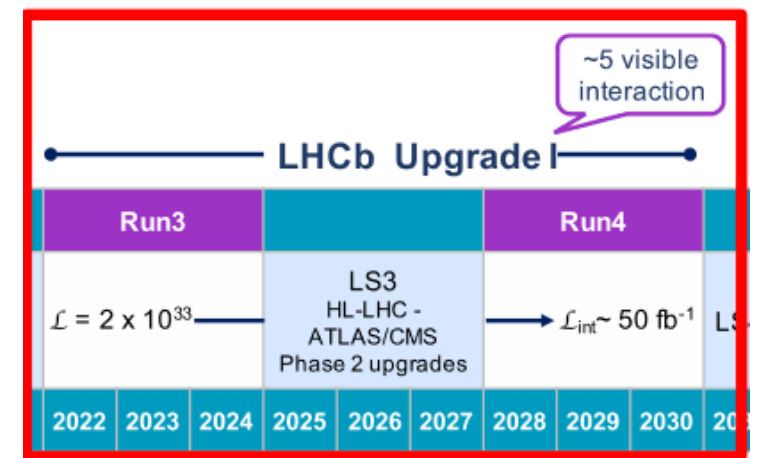 ~5 visible
interaction
LHCb Upgrade I
Run3
Run4
ℒ = 2 x 10³³
LS3
HL-LHC -
ATLAS/CMS
Phase 2 upgrades
ℒint~ 50 fb⁻¹
2022 2023 2024 2025 2026 2027 2028 2029 2030